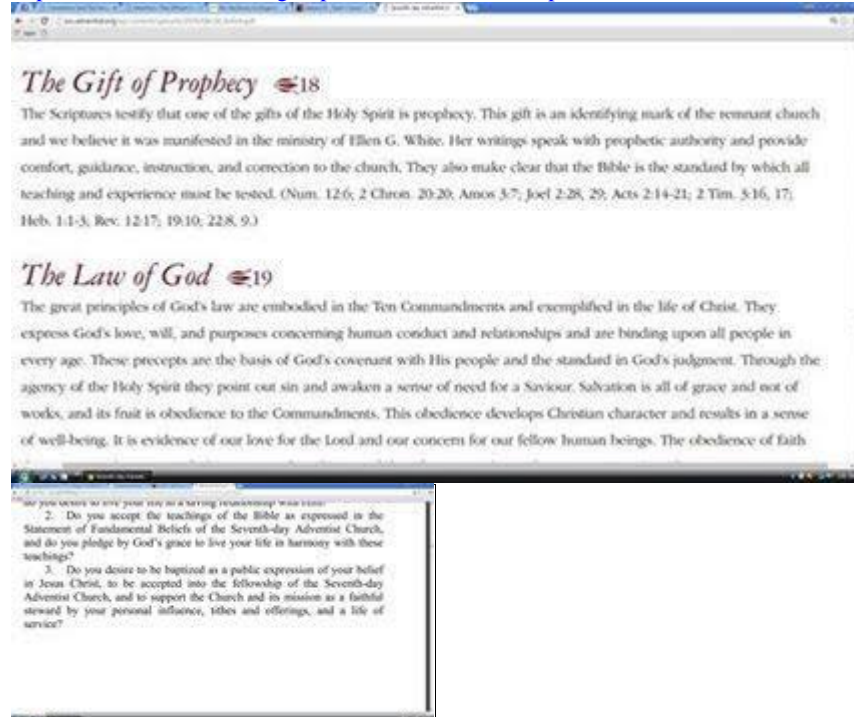 The Gift of Prophecy 18
The Scriptures testify that one of the gifts of the Holy Spirit is prophecy. This gift is an identifying mark of the remnant church
and we believe it was manifested in the ministry of Ellen G. White. Her writings speak with prophetic authority and provide
comfort, guidance, instruction, and correction to the church. They also make clear that the Bible is the standard by which all
teaching and experience must be tested. (Num. 12:6; 2 Chron. 20:20; Amos 3:7; Joel 2:28, 29; Acts 2:14-21; 2 Tim. 3:16, 17;
Heb. 1:1-3; Rev. 12:17; 19:10; 22:8, 9.)
The Law of God 19
The great principles of God's law are embodied in the Ten Commandments and exemplified in the life of Christ. They
express God's love, will, and purposes concerning human conduct and relationships and are binding upon all people in
every age. These precepts are the basis of God's covenant with His people and the standard in God's judgment. Through the
agency of the Holy Spirit they point out sin and awaken a sense of need for a Saviour. Salvation is all of grace and not of
works, and its fruit is obedience to the Commandments. This obedience develops Christian character and results in a sense
of well-being. It is evidence of our love for the Lord and our concern for our fellow human beings. The obedience of faith
2. Do you accept the teachings of the Bible as expressed in the
Statement of Fundamental Beliefs of the Seventh-day Adventist Church,
and do you pledge by God's grace to live your life in harmony with these
teachings?
3. Do you desire to be baptized as a public expression of your belief
in Jesus Christ, to be accepted into the fellowship of the Seventh-day
Adventist Church, and to support the Church and its mission as a faithful
steward by your personal influence, tithes and offerings, and a life of
service?